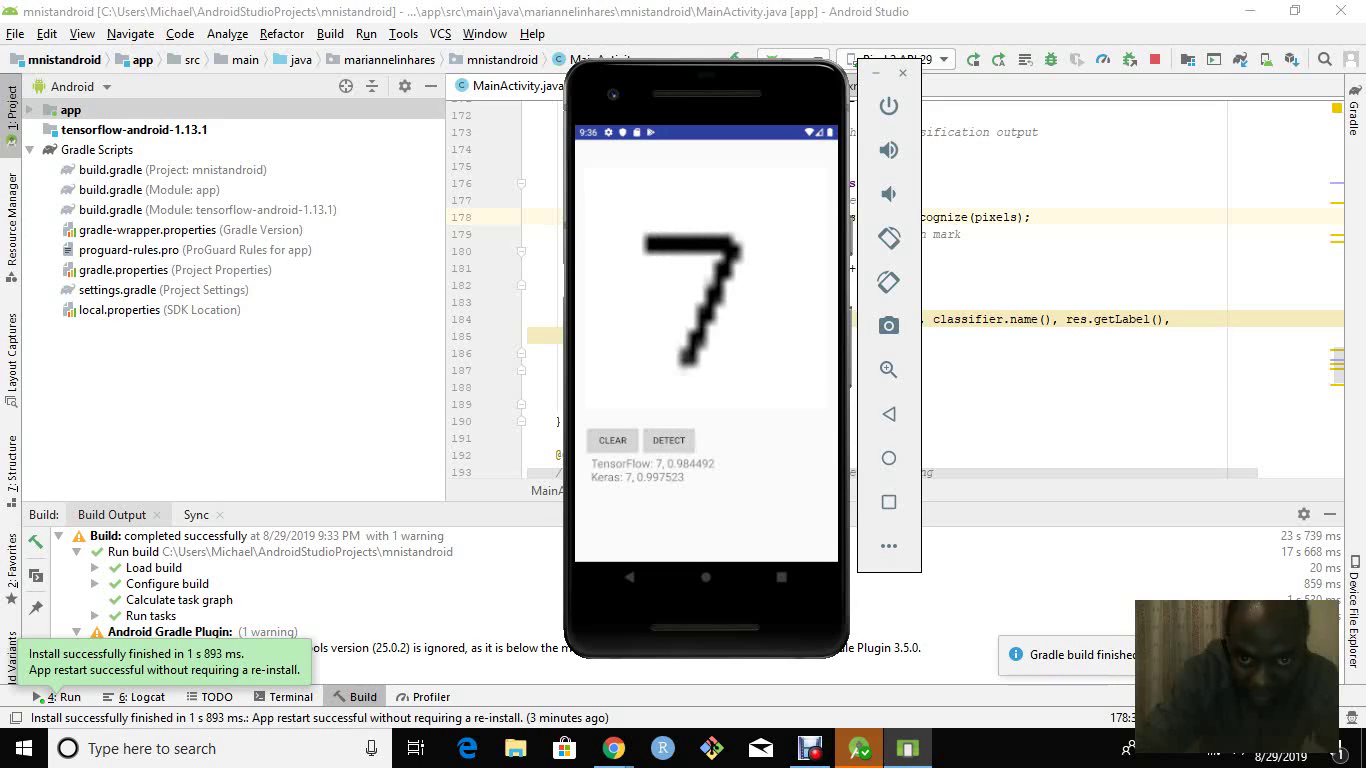 mnistandroid [C:\Users\Michael\AndroidStudioProjects\mnistandroid] - ...\app\src\main\java\mariannelinhares\mnistandroid\MainActivity.java [app] - Android Studio
File Edit View Navigate Code Analyze Refactor Build Run Tools VCS Window Help
mnistandroid app src main java mariannelinhares mnistandroid
Android
MainActivity.java
1: Project
Resource Manager
Layout Captures
7: Structure
2: Favorites
Gradle
Device File Explorer
app
tensorflow-android-1.13.1
Gradle Scripts
build.gradle (Project: mnistandroid)
build.gradle (Module: app)
build.gradle (Module: tensorflow-android-1.13.1)
gradle-wrapper.properties (Gradle Version)
proguard-rules.pro (ProGuard Rules for app)
gradle.properties (Project Properties)
settings.gradle (Project Settings)
local.properties (SDK Location)
172
173 output
174
175
176
177
178 (pixels);
179 mark
180
181 +
182
183
184 , classifier.name(), res.getLabel(),
185
186
187
188
189
190 }
191
192
193
9:36
7
CLEAR DETECT
TensorFlow: 7, 0.984492
Keras: 7, 0.997523
Build: Build Output Sync
Build: completed successfully at 8/29/2019 9:33 PM with 1 warning 23 s 739 ms
Run build C:\Users\Michael\AndroidStudioProjects\mnistandroid 17 s 668 ms
Load build 20 ms
Configure build 859 ms
Calculate task graph
Run tasks
Android Gradle Plugin: (1 warning)
version (25.0.2) is ignored, as it is below the Plugin 3.5.0.
Install successfully finished in 1 s 893 ms.
App restart successful without requiring a re-install.
Gradle build finished
4: Run 6: Logcat TODO Terminal Build Profiler
Install successfully finished in 1 s 893 ms.: App restart successful without requiring a re-install. (3 minutes ago)
Type here to search
8/29/2019